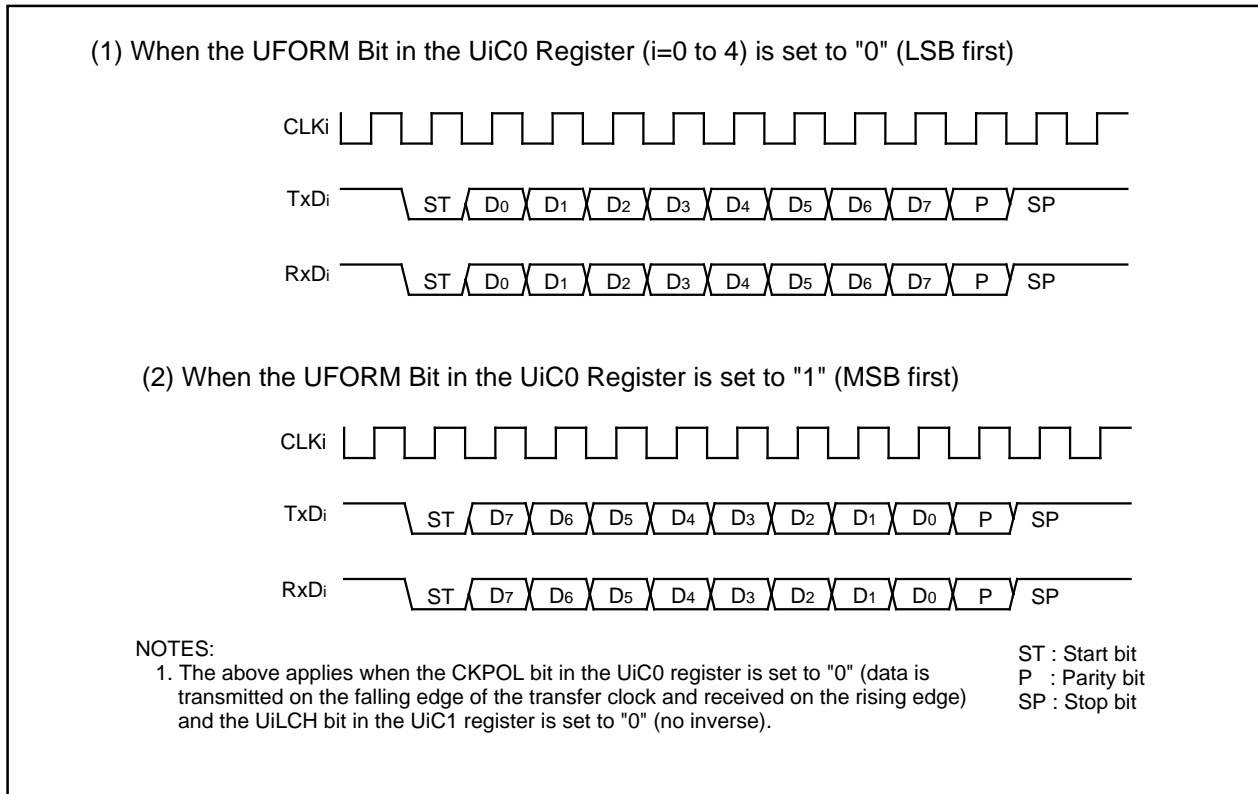 (1) When the UFORM Bit in the UiC0 Register (i=0 to 4) is set to "0" (LSB first)
CLKi
TxDi ST D0 D1 D2 D3 D4 D5 D6 D7 P SP
RxDi ST D0 D1 D2 D3 D4 D5 D6 D7 P SP
(2) When the UFORM Bit in the UiC0 Register is set to "1" (MSB first)
CLKi
TxDi ST D7 D6 D5 D4 D3 D2 D1 D0 P SP
RxDi ST D7 D6 D5 D4 D3 D2 D1 D0 P SP
NOTES:
1. The above applies when the CKPOL bit in the UiC0 register is set to "0" (data is
transmitted on the falling edge of the transfer clock and received on the rising edge)
and the UiLCH bit in the UiC1 register is set to "0" (no inverse).
ST : Start bit
P : Parity bit
SP : Stop bit